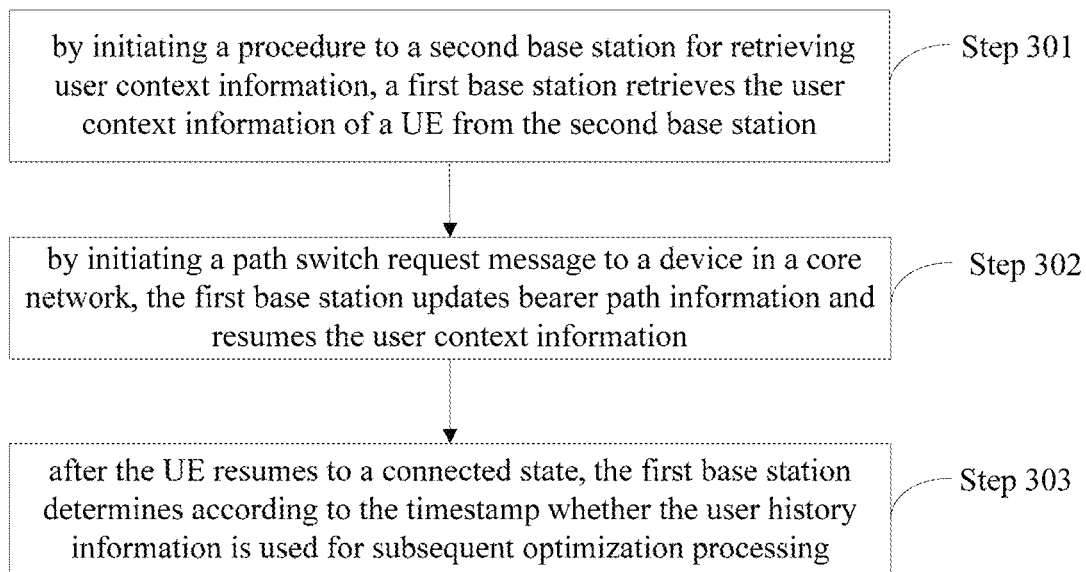 by initiating a procedure to a second base station for retrieving
user context information, a first base station retrieves the user
context information of a UE from the second base station
Step 301
by initiating a path switch request message to a device in a core
network, the first base station updates bearer path information and
resumes the user context information
Step 302
after the UE resumes to a connected state, the first base station
determines according to the timestamp whether the user history
information is used for subsequent optimization processing
Step 303